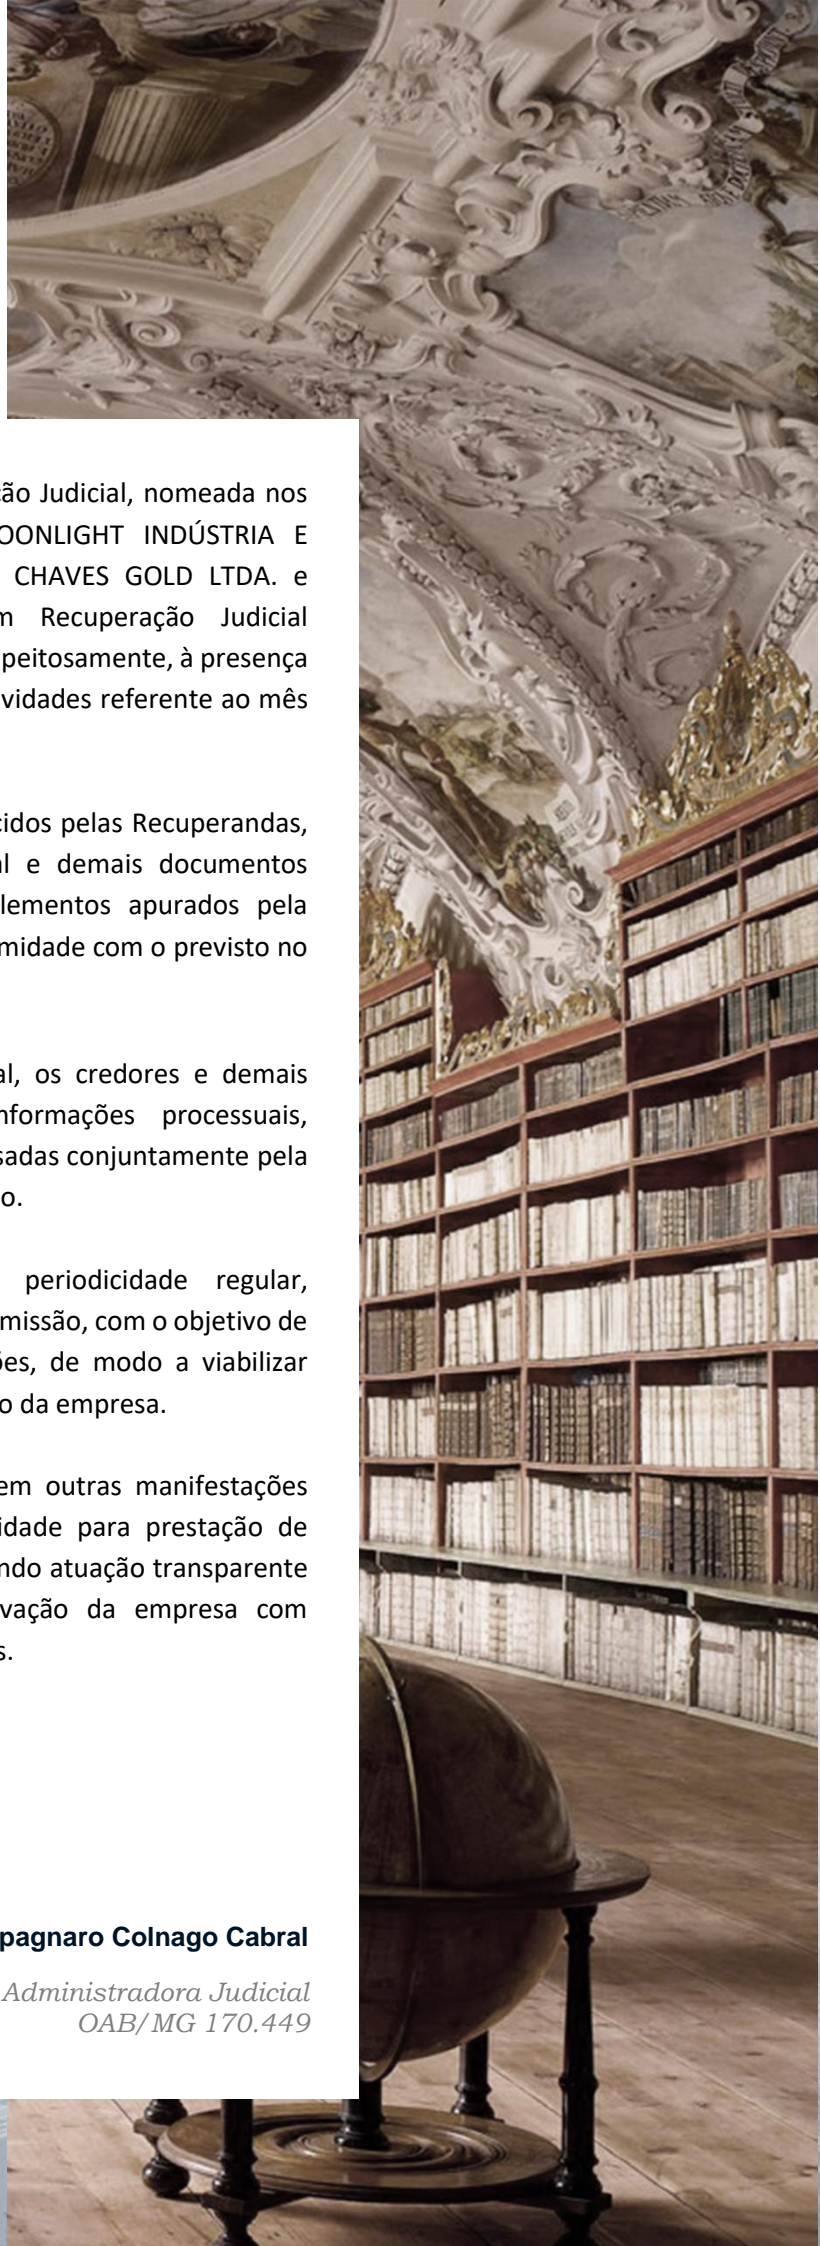 ão Judicial, nomeada nos
OONLIGHT INDÚSTRIA E
CHAVES GOLD LTDA. e
m Recuperação Judicial
peitosamente, à presença
vidades referente ao mês
cidos pelas Recuperandas,
al e demais documentos
lementos apurados pela
midade com o previsto no
al, os credores e demais
nformações processuais,
sadas conjuntamente pela
o.
periodicidade regular,
missão, com o objetivo de
ões, de modo a viabilizar
o da empresa.
em outras manifestações
idade para prestação de
ndo atuação transparente
vação da empresa com
s.
pagnaro Colnago Cabral
Administradora Judicial
OAB/MG 170.449